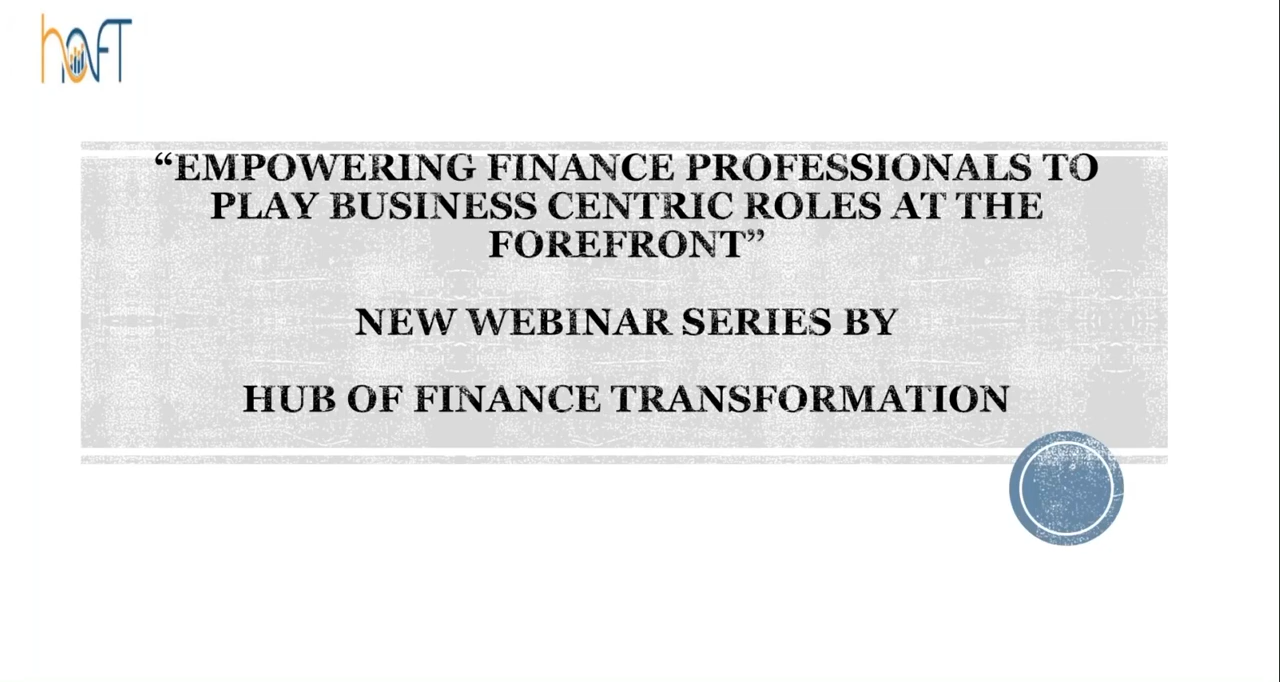 hofT
“EMPOWERING FINANCE PROFESSIONALS TO
PLAY BUSINESS CENTRIC ROLES AT THE
FOREFRONT”
NEW WEBINAR SERIES BY
HUB OF FINANCE TRANSFORMATION